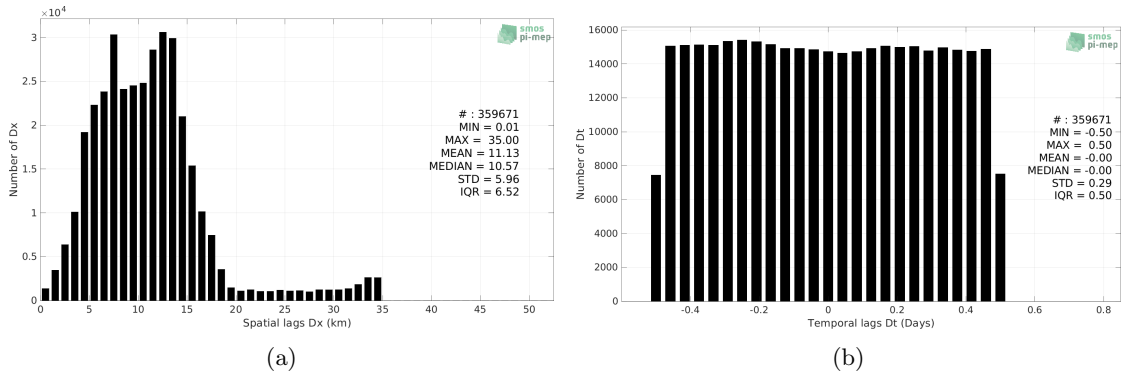 ×10⁴
3
2.5
2
1.5
1
0.5
0
Number of Dx
0 5 10 15 20 25 30 35 40 45 50
Spatial lags Dx (km)
# : 359671
MIN = 0.01
MAX = 35.00
MEAN = 11.13
MEDIAN = 10.57
STD = 5.96
IQR = 6.52
smos
pi-mep
(a)
16000
14000
12000
10000
8000
6000
4000
2000
0
Number of Dt
-0.4 -0.2 0 0.2 0.4 0.6 0.8
Temporal lags Dt (Days)
# : 359671
MIN = -0.50
MAX = 0.50
MEAN = -0.00
MEDIAN = -0.00
STD = 0.29
IQR = 0.50
smos
pi-mep
(b)